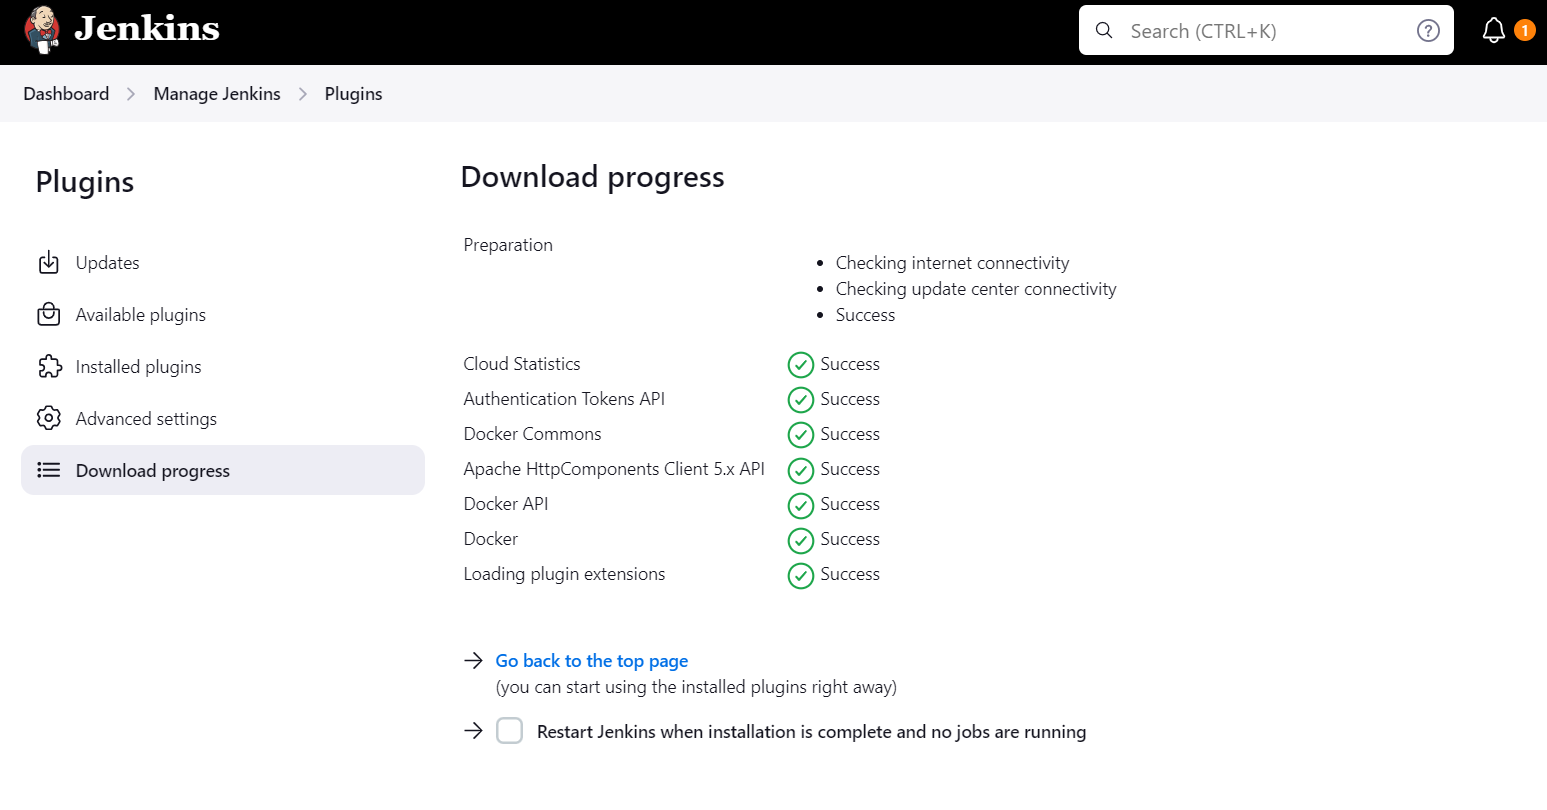 Jenkins
Search (CTRL+K)
?
1
Dashboard
Manage Jenkins
Plugins
Plugins
Updates
Available plugins
Installed plugins
Advanced settings
Download progress
Download progress
Preparation
Checking internet connectivity
Checking update center connectivity
Success
Cloud Statistics Success
Authentication Tokens API Success
Docker Commons Success
Apache HttpComponents Client 5.x API Success
Docker API Success
Docker Success
Loading plugin extensions Success
Go back to the top page
(you can start using the installed plugins right away)
Restart Jenkins when installation is complete and no jobs are running